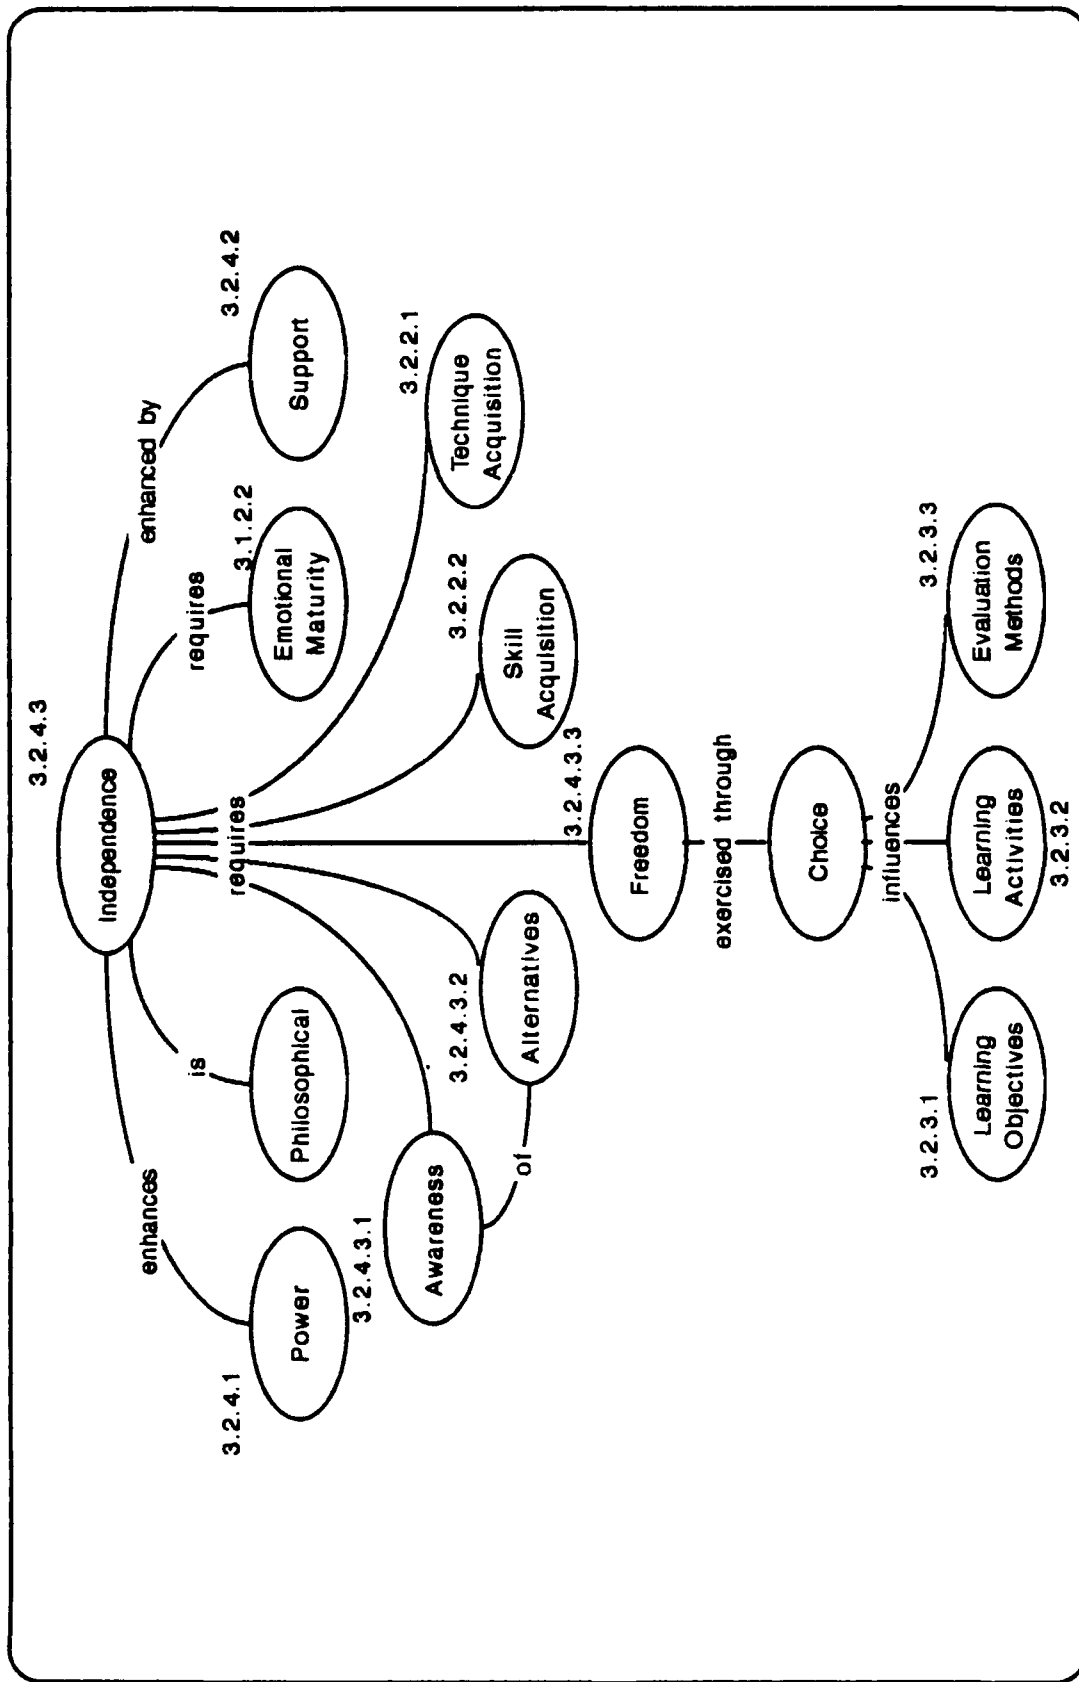 3.2.4.3
Independence
enhances
is
requires
requires
enhanced by
3.2.4.1
Power
Philosophical
3.1.2.2
Emotional
Maturity
3.2.4.2
Support
3.2.4.3.1
Awareness
of
3.2.4.3.2
Alternatives
3.2.4.3.3
Freedom
3.2.2.2
Skill
Acquisition
3.2.2.1
Technique
Acquisition
exercised through
Choice
influences
3.2.3.1
Learning
Objectives
Learning
Activities
3.2.3.2
3.2.3.3
Evaluation
Methods